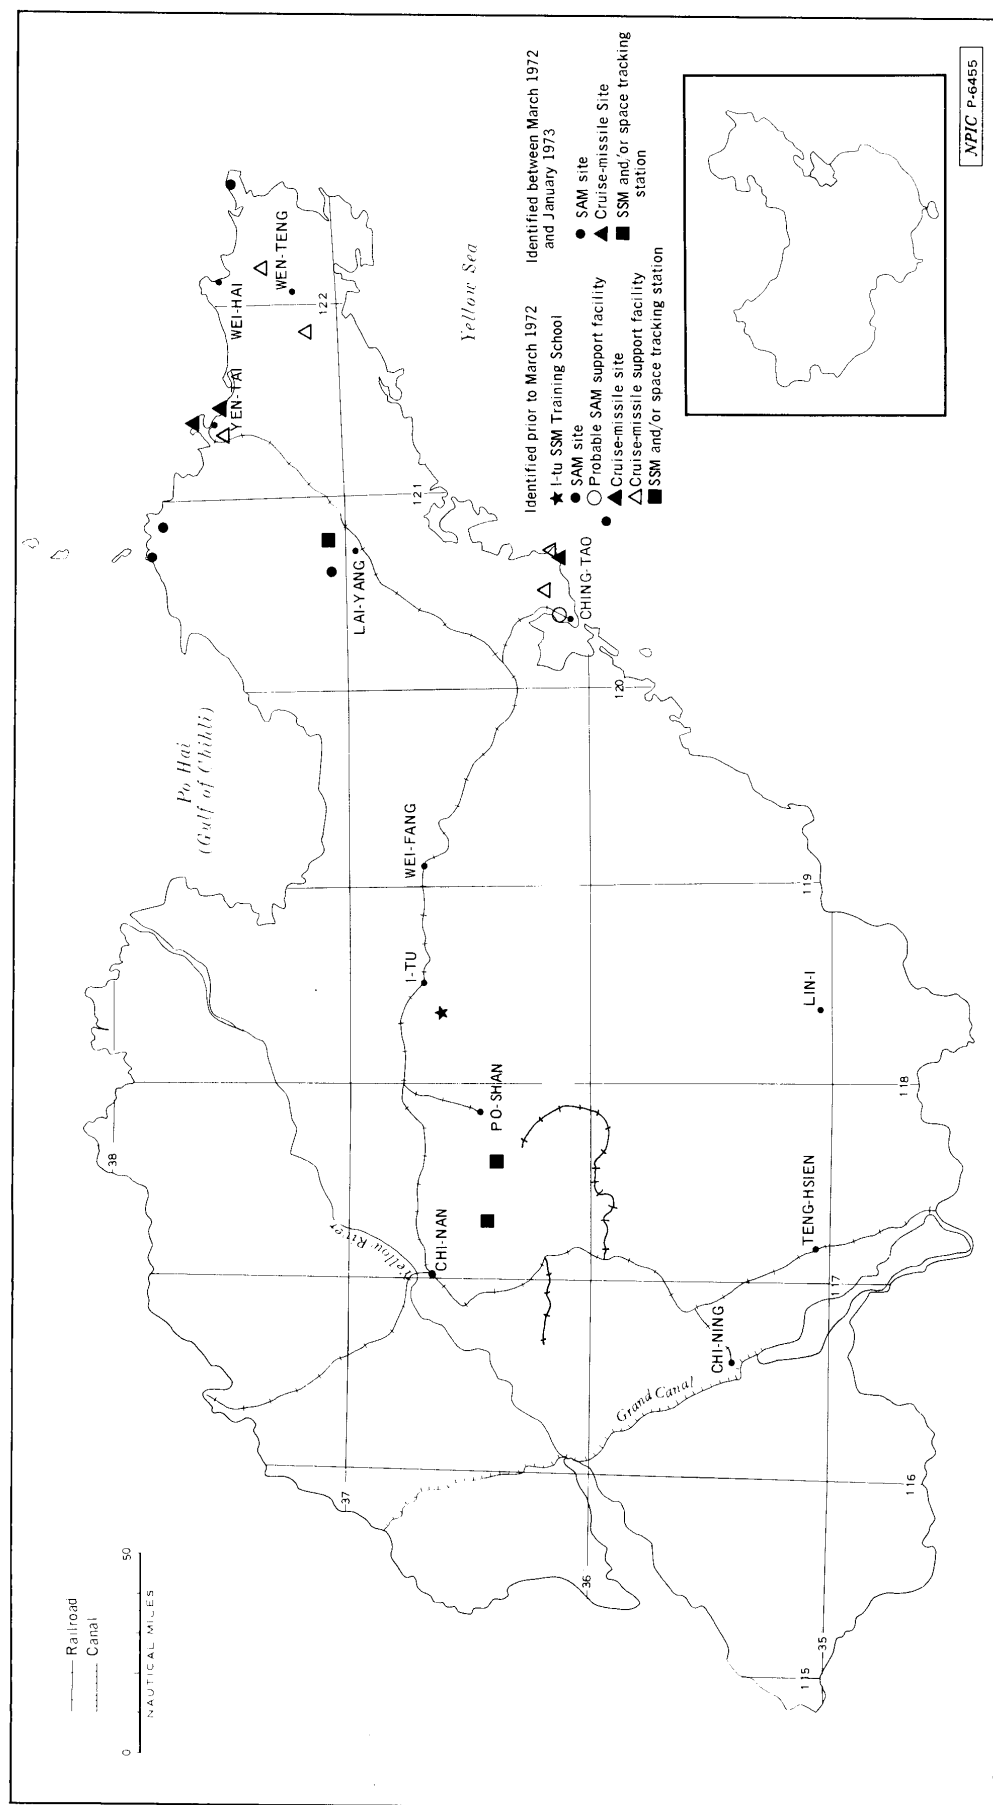 Railroad
Canal
0
50
NAUTICAL MILES
Po Hai
(Gulf of Chihli)
Yellow Sea
Yellow River
Grand Canal
38
37
36
35
115
116
117
118
119
120
121
122
CHI-NAN
PO-SHAN
I-TU
WEI-FANG
LAI-YANG
YEN-TAI
WEI-HAI
WEN-TENG
CHING-TAO
CHI-NING
TENG-HSIEN
LIN-I
Identified prior to March 1972
I-tu SSM Training School
SAM site
Probable SAM support facility
Cruise-missile site
Cruise-missile support facility
SSM and/or space tracking station
Identified between March 1972
and January 1973
SAM site
Cruise-missile Site
SSM and/or space tracking
station
NPIC P-6455